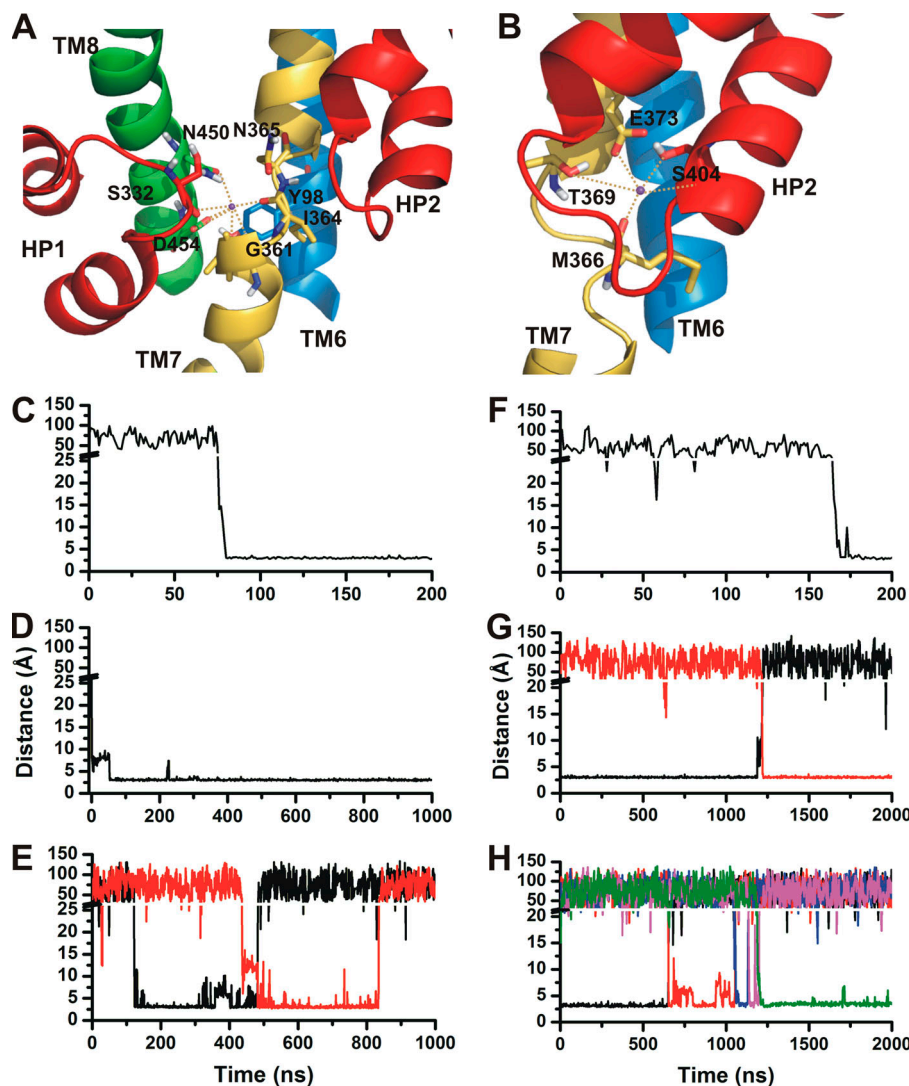 A
TM8
N450
N365
S332
Y98
I364
HP1
D454
G361
HP2
TM7
TM6
B
E373
S404
T369
HP2
M366
TM7
TM6
C
150
100
50
25
20
15
10
5
0
0 50 100 150 200
F
150
100
50
25
20
15
10
5
0
0 50 100 150 200
D
150
100
50
25
20
15
10
5
0
0 200 400 600 800 1000
Distance (Å)
G
150
100
50
20
15
10
5
0
0 500 1000 1500 2000
Distance (Å)
E
150
100
50
25
20
15
10
5
0
0 200 400 600 800 1000
Time (ns)
H
150
100
50
20
15
10
5
0
0 500 1000 1500 2000
Time (ns)